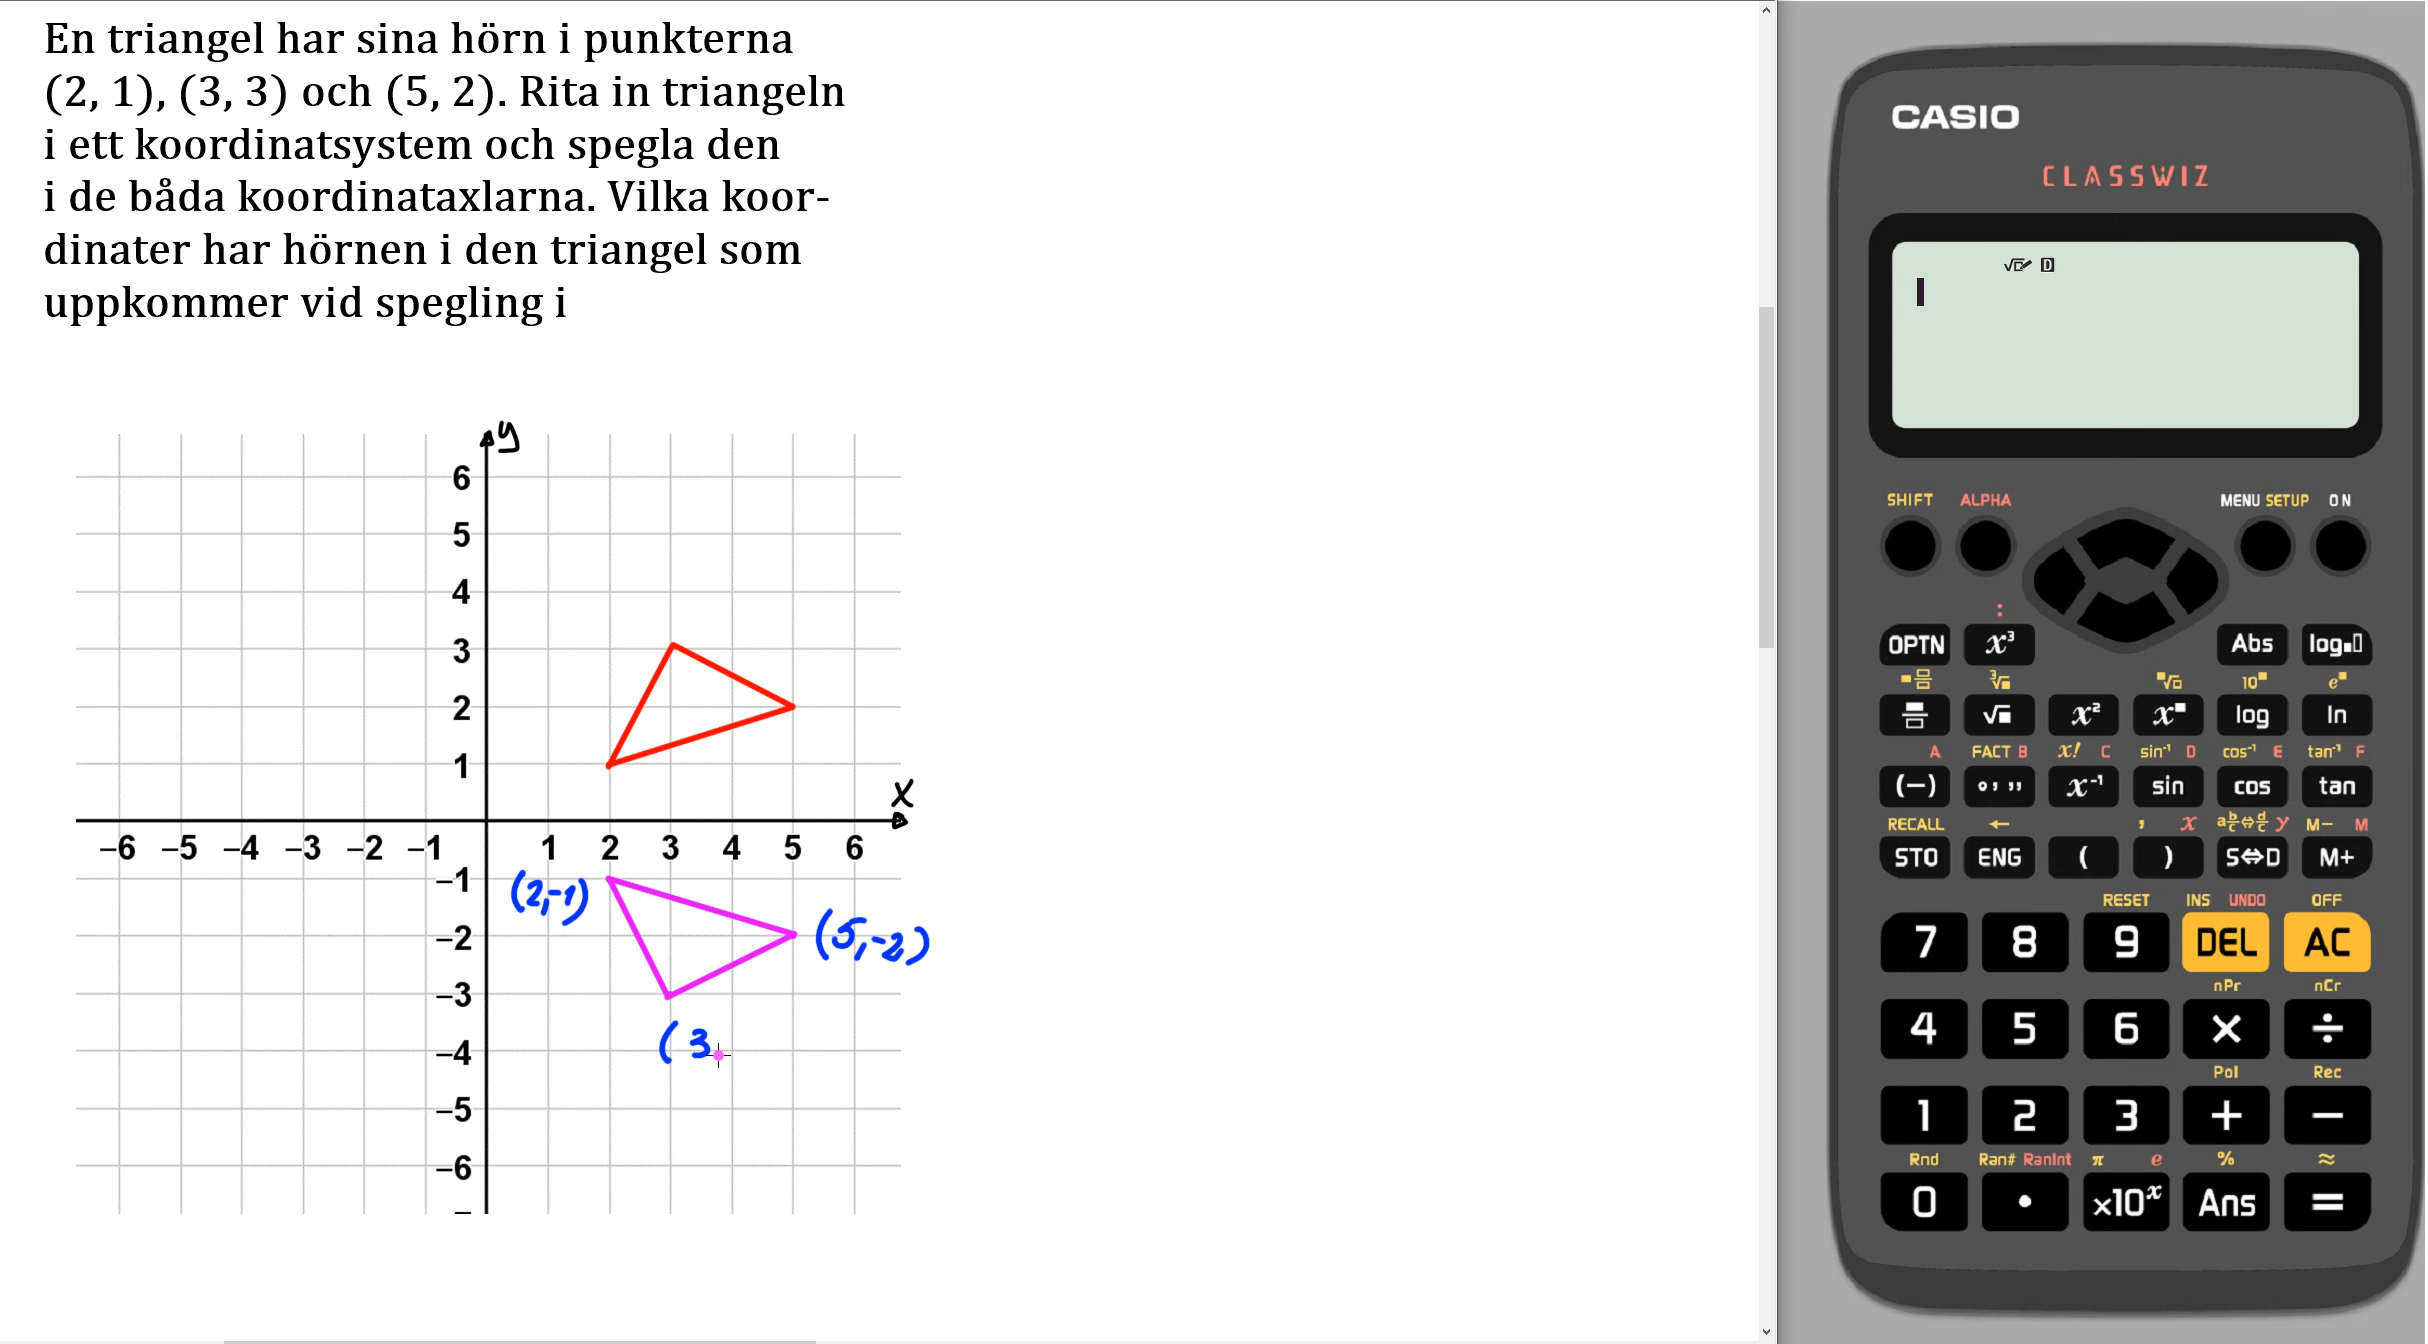 En triangel har sina hörn i punkterna
(2, 1), (3, 3) och (5, 2). Rita in triangeln
i ett koordinatsystem och spegla den
i de båda koordinataxlarna. Vilka koor-
dinater har hörnen i den triangel som
uppkommer vid spegling i
y
6
5
4
3
2
1
x
−6 −5 −4 −3 −2 −1 1 2 3 4 5 6
−1
(2,-1)
−2
(5,-2)
−3
(3
−4
−5
−6
CASIO
CLASSWIZ
√ D
SHIFT ALPHA MENU SETUP ON
:
OPTN x³ Abs log
∛ √ 10 e
√ x² x log ln
A FACT B x! C sin⁻¹ D cos⁻¹ E tan⁻¹ F
(−) ° ’ ” x⁻¹ sin cos tan
RECALL ← , x a b/c⇔d/c y M− M
STO ENG ( ) S⇔D M+
RESET INS UNDO OFF
7 8 9 DEL AC
nPr nCr
4 5 6 × ÷
Pol Rec
1 2 3 + −
Rnd Ran# RanInt π e % ≈
0 • ×10ˣ Ans =